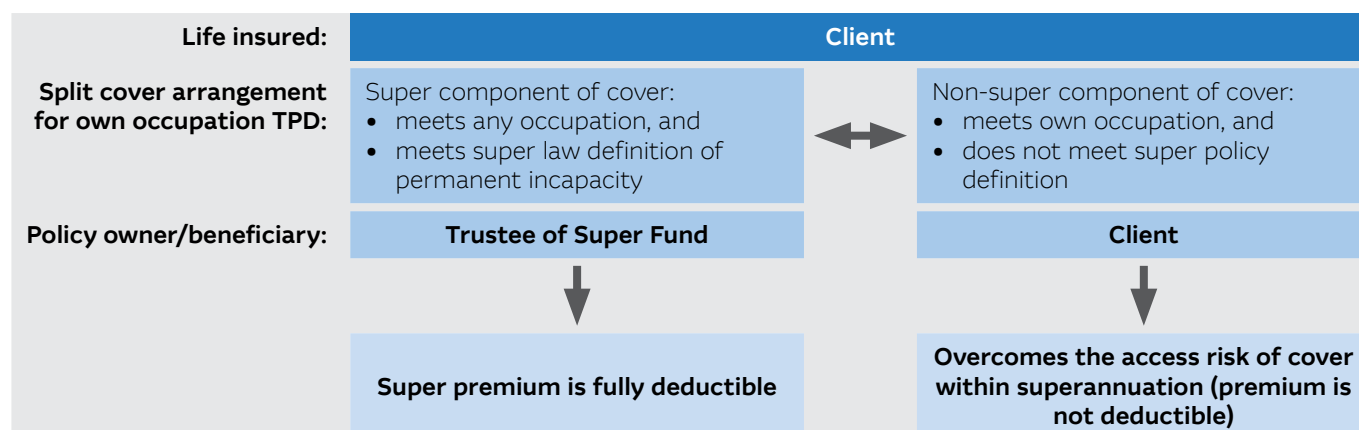 Life insured:
Client
Split cover arrangement
for own occupation TPD:
Super component of cover:
• meets any occupation, and
• meets super law definition of
permanent incapacity
Non-super component of cover:
• meets own occupation, and
• does not meet super policy
definition
Policy owner/beneficiary:
Trustee of Super Fund
Client
Super premium is fully deductible
Overcomes the access risk of cover
within superannuation (premium is
not deductible)